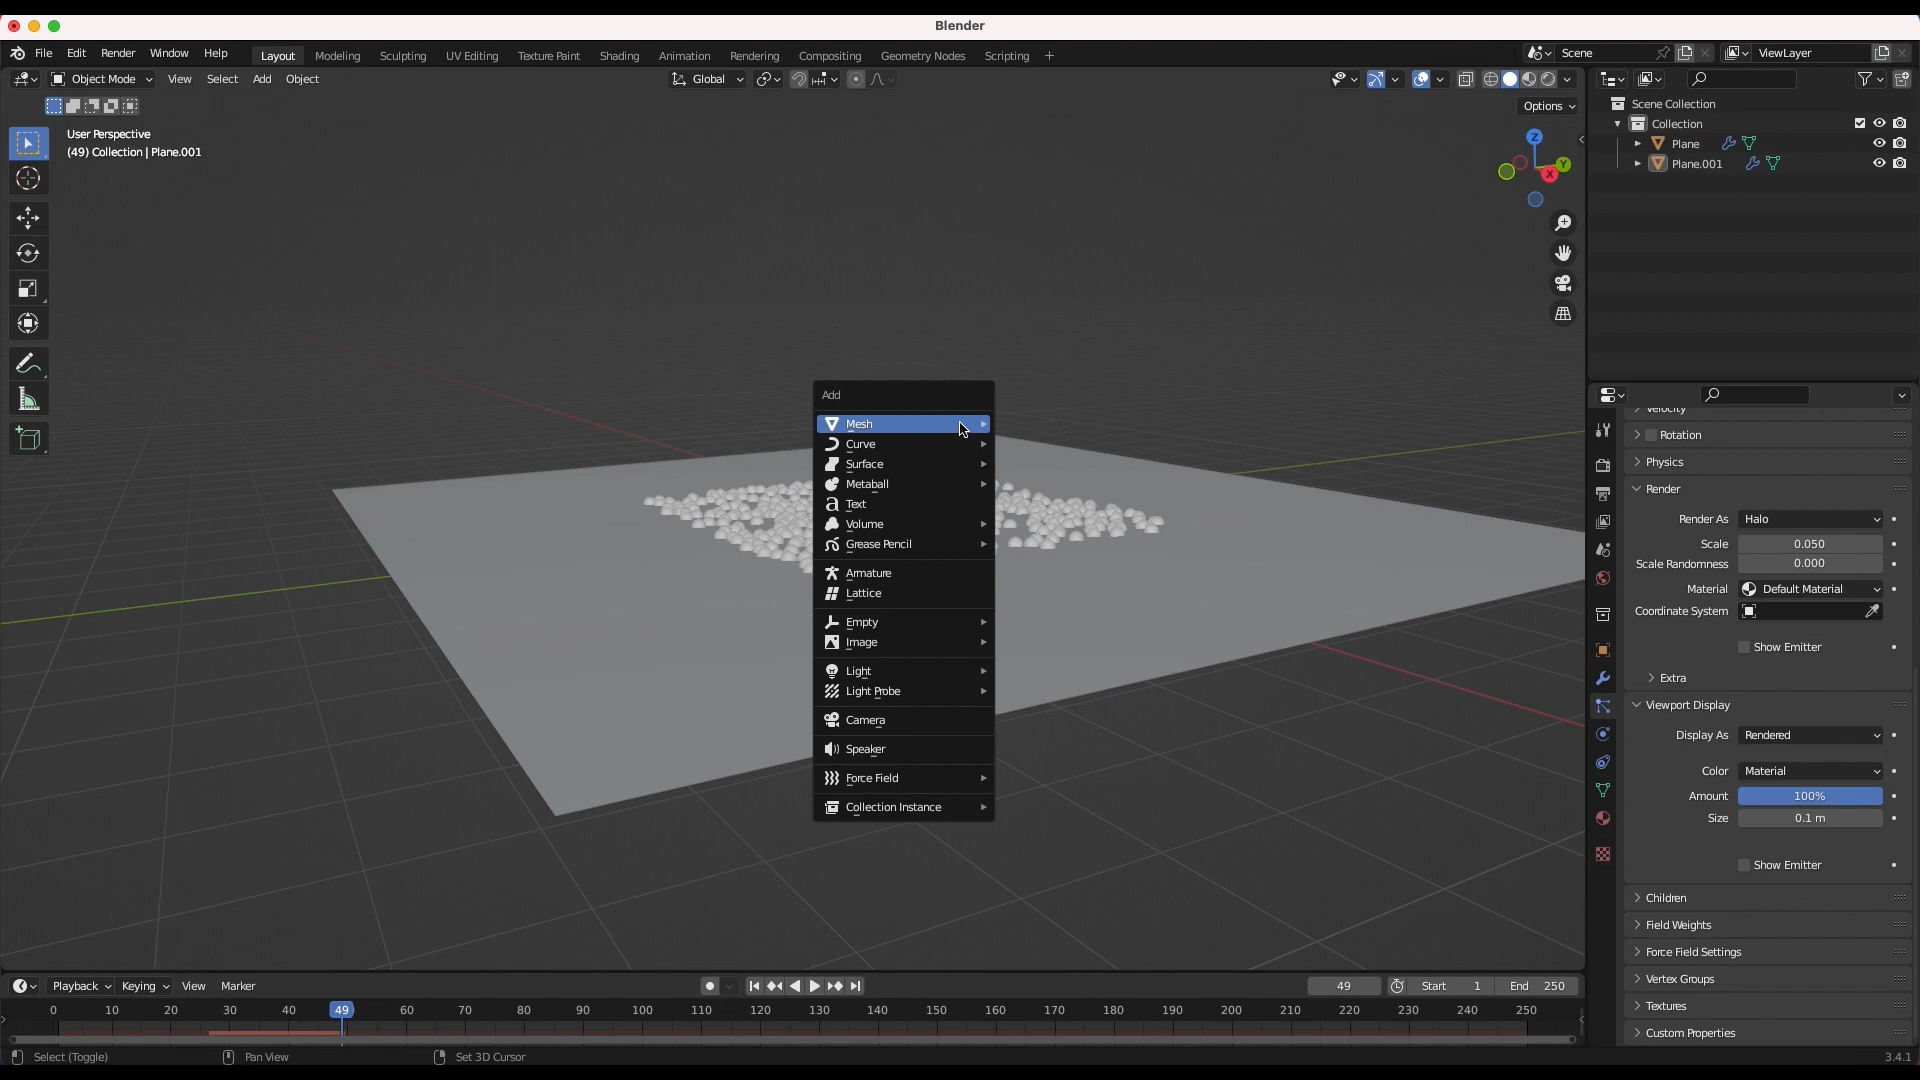 Blender
File Edit Render Window Help
Layout Modeling Sculpting UV Editing Texture Paint Shading Animation Rendering Compositing Geometry Nodes Scripting +
Scene
ViewLayer
Object Mode View Select Add Object
Global
Options
User Perspective
(49) Collection | Plane.001
Z
Y
X
Scene Collection
Collection
Plane
Plane.001
Add
Mesh
Curve
Surface
Metaball
Text
Volume
Grease Pencil
Armature
Lattice
Empty
Image
Light
Light Probe
Camera
Speaker
Force Field
Collection Instance
Velocity
Rotation
Physics
Render
Render As Halo
Scale 0.050
Scale Randomness 0.000
Material Default Material
Coordinate System
Show Emitter
Extra
Viewport Display
Display As Rendered
Color Material
Amount 100%
Size 0.1 m
Show Emitter
Children
Field Weights
Force Field Settings
Vertex Groups
Textures
Custom Properties
Playback Keying View Marker
49 Start 1 End 250
0 10 20 30 40 49 60 70 80 90 100 110 120 130 140 150 160 170 180 190 200 210 220 230 240 250
Select (Toggle) Pan View Set 3D Cursor
3.4.1